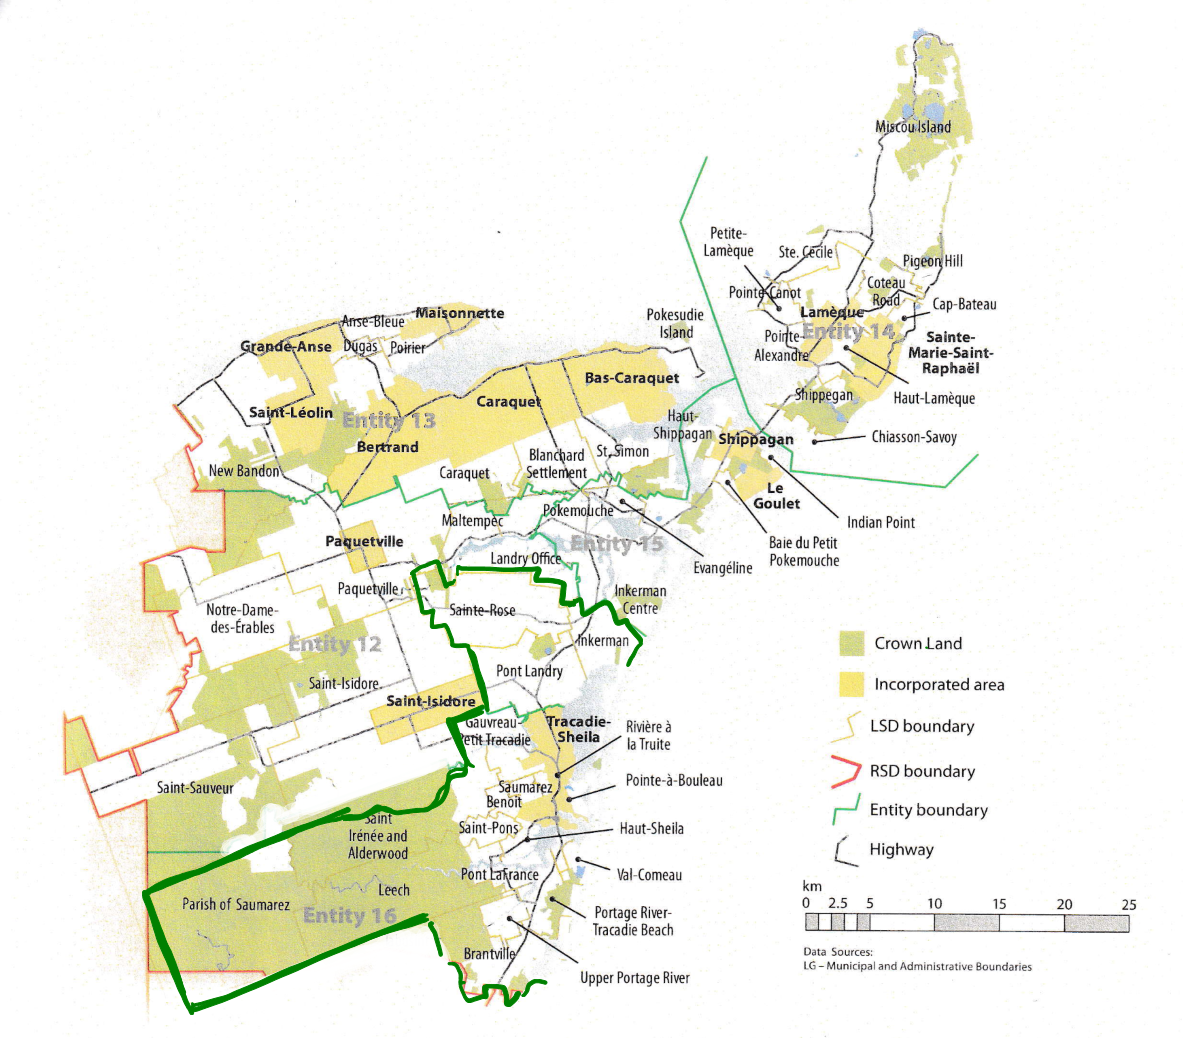 Miscou Island
Petite-
Lamèque
Ste. Cécile
Pigeon Hill
Pointe-Canot
Coteau
Road
Cap-Bateau
Lamèque
Entity 14
Pokesudie
Island
Pointe-
Alexandre
Sainte-
Marie-Saint-
Raphaël
Haut-Lamèque
Shippegan
Chiasson-Savoy
Maisonnette
Anse-Bleue
Grande-Anse
Dugas
Poirier
Bas-Caraquet
Caraquet
Saint-Léolin
Entity 13
Bertrand
Haut-
Shippagan
Shippagan
New Bandon
Caraquet
Blanchard
Settlement
St. Simon
Le
Goulet
Indian Point
Baie du Petit
Pokemouche
Maltempec
Pokemouche
Evangéline
Paquetville
Entity 15
Landry Office
Paquetville
Inkerman
Centre
Notre-Dame-
des-Érables
Sainte-Rose
Inkerman
Entity 12
Saint-Isidore
Pont Landry
Saint-Isidore
Gauvreau-
Petit Tracadie
Tracadie-
Sheila
Rivière à
la Truite
Saint-Sauveur
Saumarez
Benoit
Pointe-à-Bouleau
Saint
Irénée and
Alderwood
Saint-Pons
Haut-Sheila
Pont LaFrance
Val-Comeau
Leech
Parish of Saumarez
Entity 16
Portage River-
Tracadie Beach
Brantville
Upper Portage River
Crown Land
Incorporated area
LSD boundary
RSD boundary
Entity boundary
Highway
km
0 2.5 5 10 15 20 25
Data Sources:
LG – Municipal and Administrative Boundaries